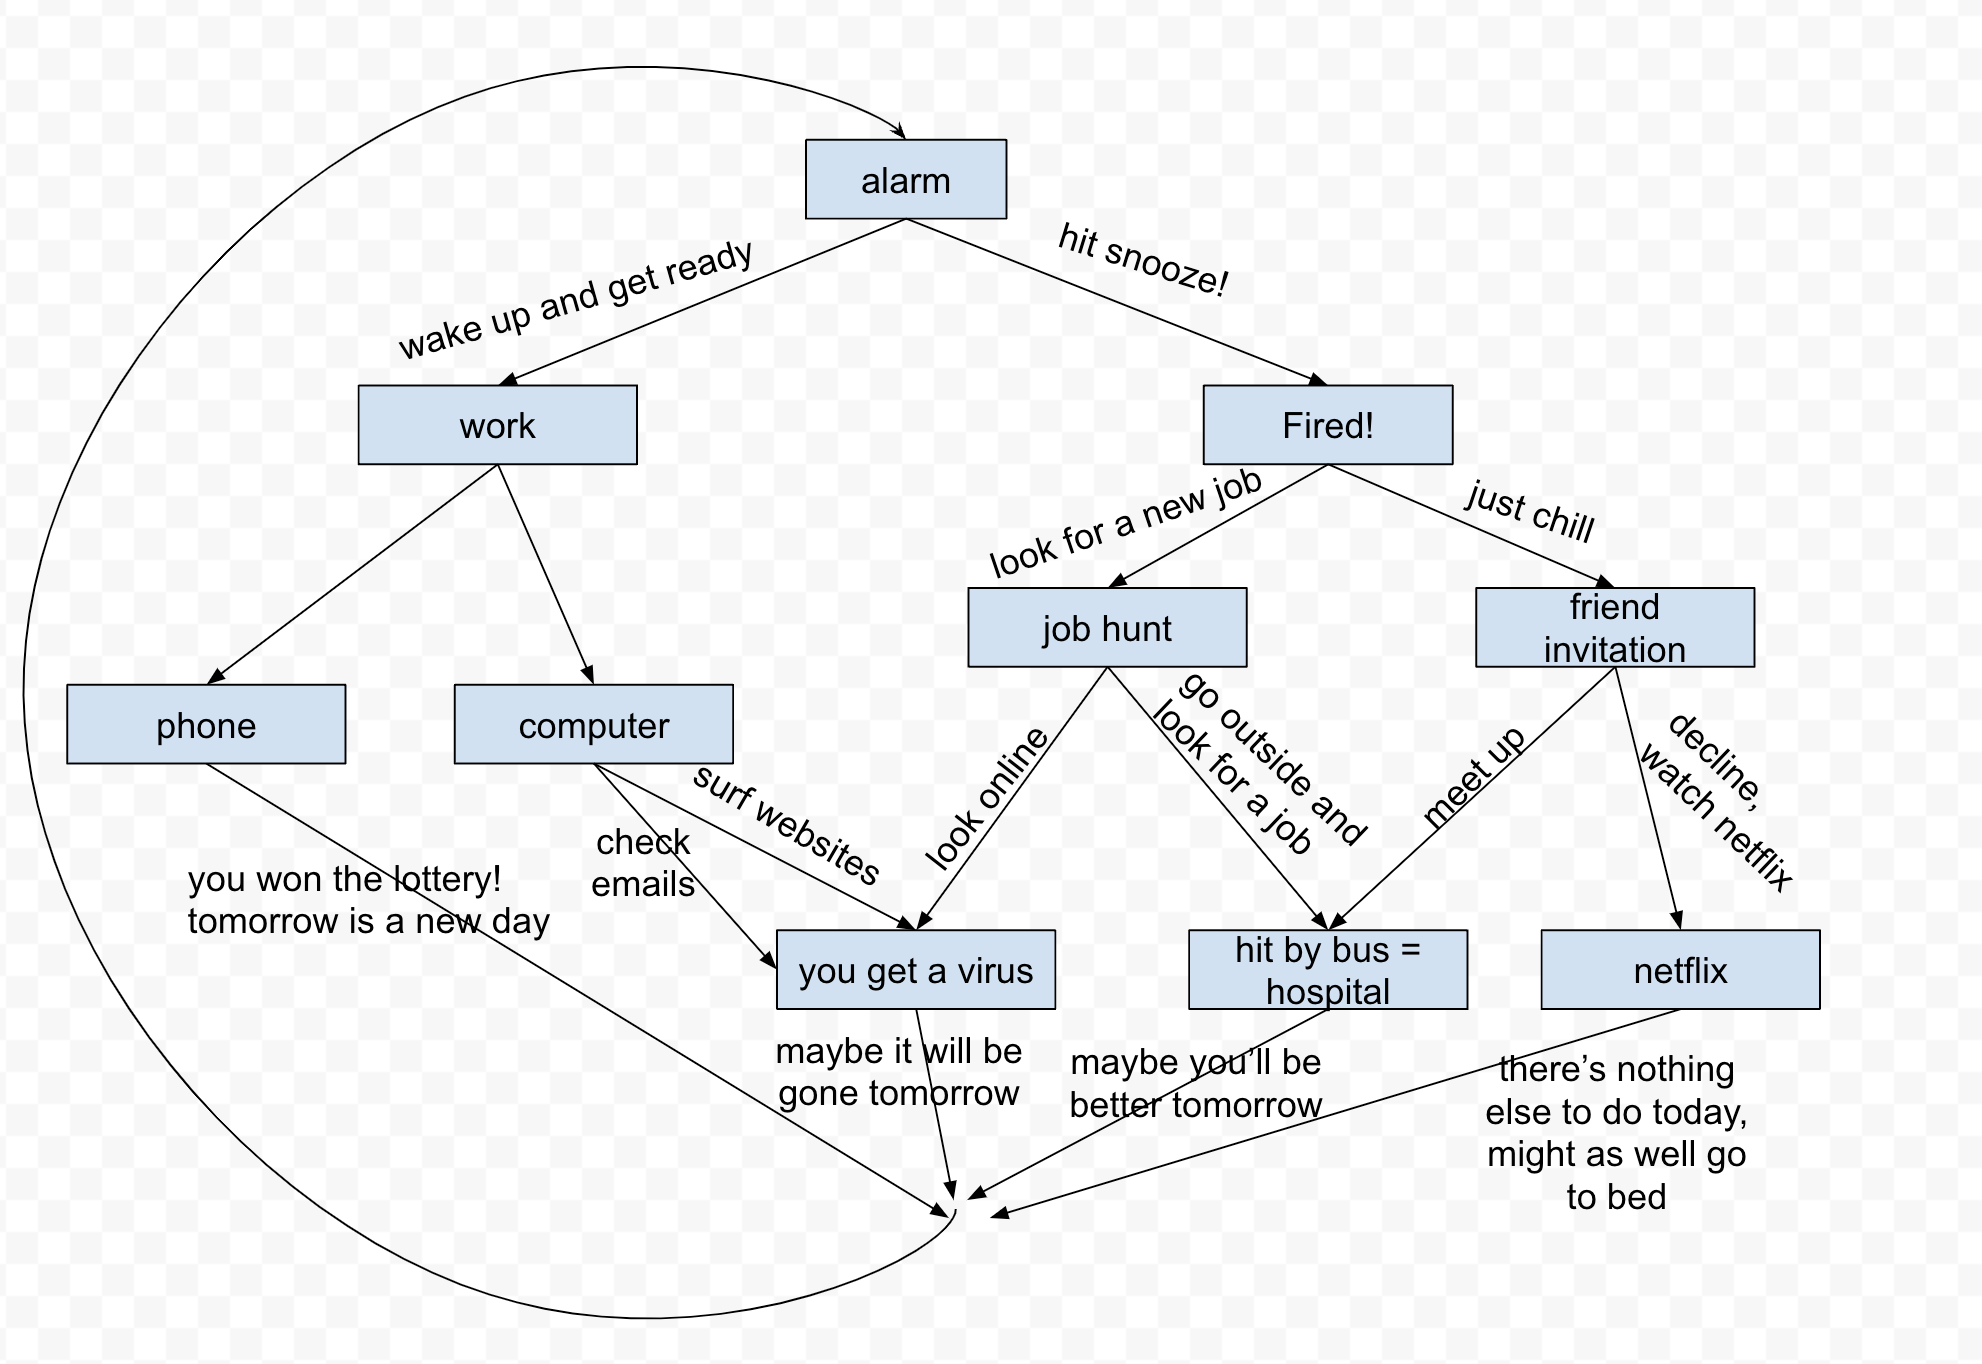 alarm
wake up and get ready
hit snooze!
work
Fired!
look for a new job
just chill
job hunt
friend
invitation
phone
computer
surf websites
check
emails
look online
go outside and
look for a job
meet up
decline,
watch netflix
you won the lottery!
tomorrow is a new day
you get a virus
hit by bus =
hospital
netflix
maybe it will be
gone tomorrow
maybe you’ll be
better tomorrow
there’s nothing
else to do today,
might as well go
to bed